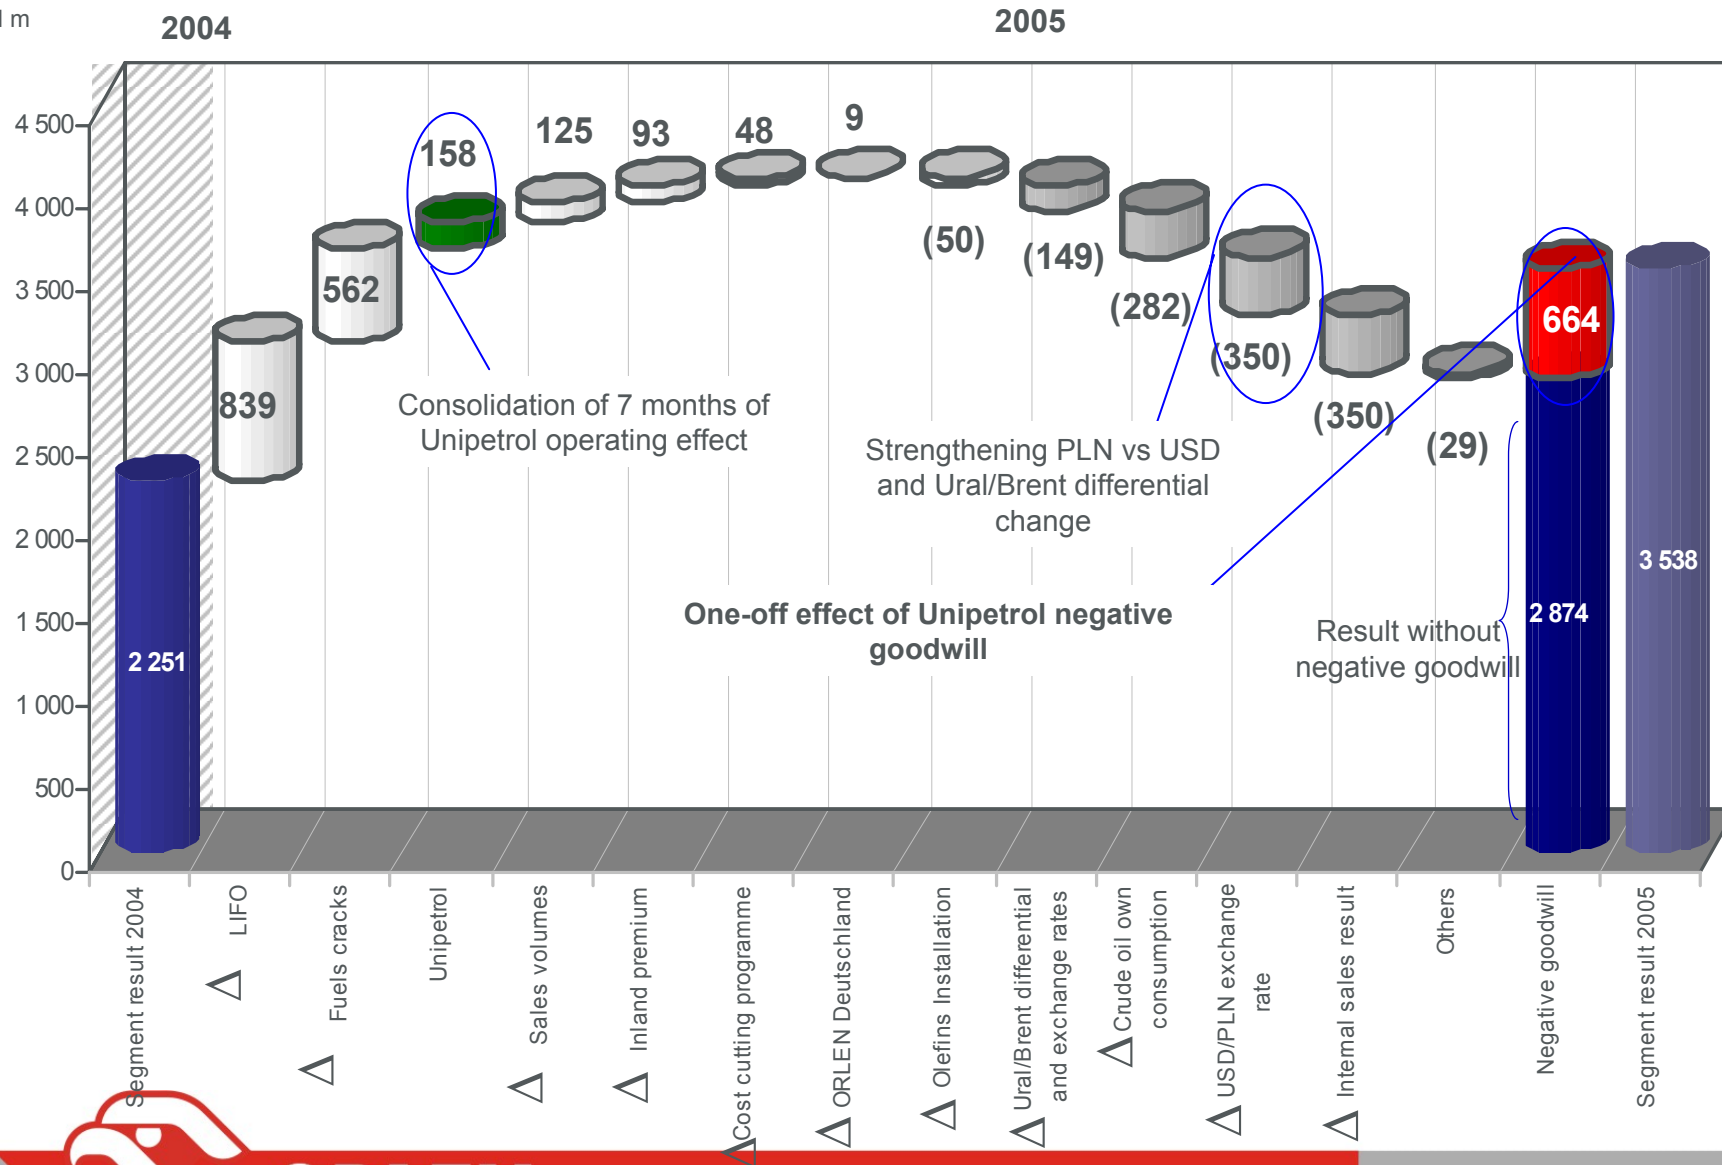 m
2004
2005
4 500
4 000
3 500
3 000
2 500
2 000
1 500
1 000
500
0
2 251
839
562
158
125
93
48
9
(50)
(149)
(282)
(350)
(350)
(29)
664
2 874
3 538
Consolidation of 7 months of
Unipetrol operating effect
Strengthening PLN vs USD
and Ural/Brent differential
change
One-off effect of Unipetrol negative
goodwill
Result without
negative goodwill
Segment result 2004
LIFO
Fuels cracks
Unipetrol
Sales volumes
Inland premium
Cost cutting programme
ORLEN Deutschland
Olefins Installation
Ural/Brent differential
and exchange rates
Crude oil own
consumption
USD/PLN exchange
rate
Internal sales result
Others
Negative goodwill
Segment result 2005